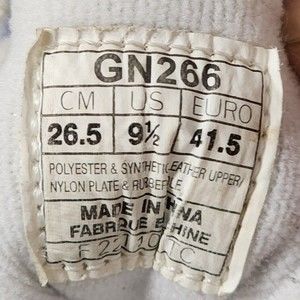 GN266
CM US EURO
26.5 9½ 41.5
POLYESTER & SYNTHETIC LEATHER UPPER/
NYLON PLATE &
MADE IN
FABRIQUE